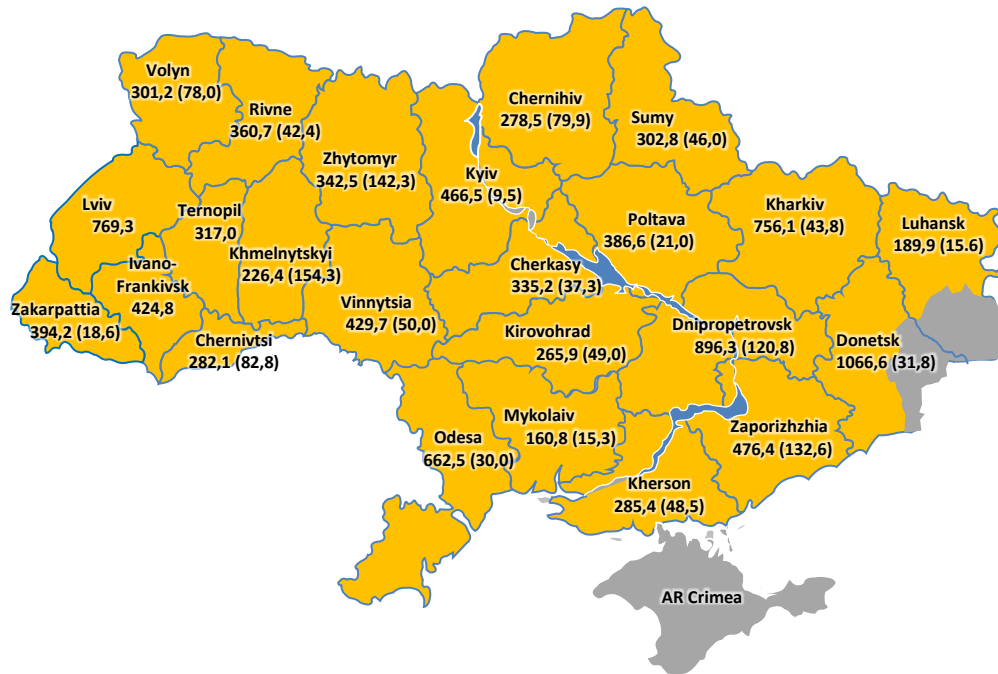 Volyn
301,2 (78,0)
Rivne
360,7 (42,4)
Zhytomyr
342,5 (142,3)
Kyiv
466,5 (9,5)
Chernihiv
278,5 (79,9)
Sumy
302,8 (46,0)
Lviv
769,3
Ternopil
317,0
Khmelnytskyi
226,4 (154,3)
Ivano-
Frankivsk
424,8
Zakarpattia
394,2 (18,6)
Chernivtsi
282,1 (82,8)
Vinnytsia
429,7 (50,0)
Cherkasy
335,2 (37,3)
Poltava
386,6 (21,0)
Kharkiv
756,1 (43,8)
Luhansk
189,9 (15.6)
Kirovohrad
265,9 (49,0)
Dnipropetrovsk
896,3 (120,8)
Donetsk
1066,6 (31,8)
Odesa
662,5 (30,0)
Mykolaiv
160,8 (15,3)
Zaporizhzhia
476,4 (132,6)
Kherson
285,4 (48,5)
AR Crimea